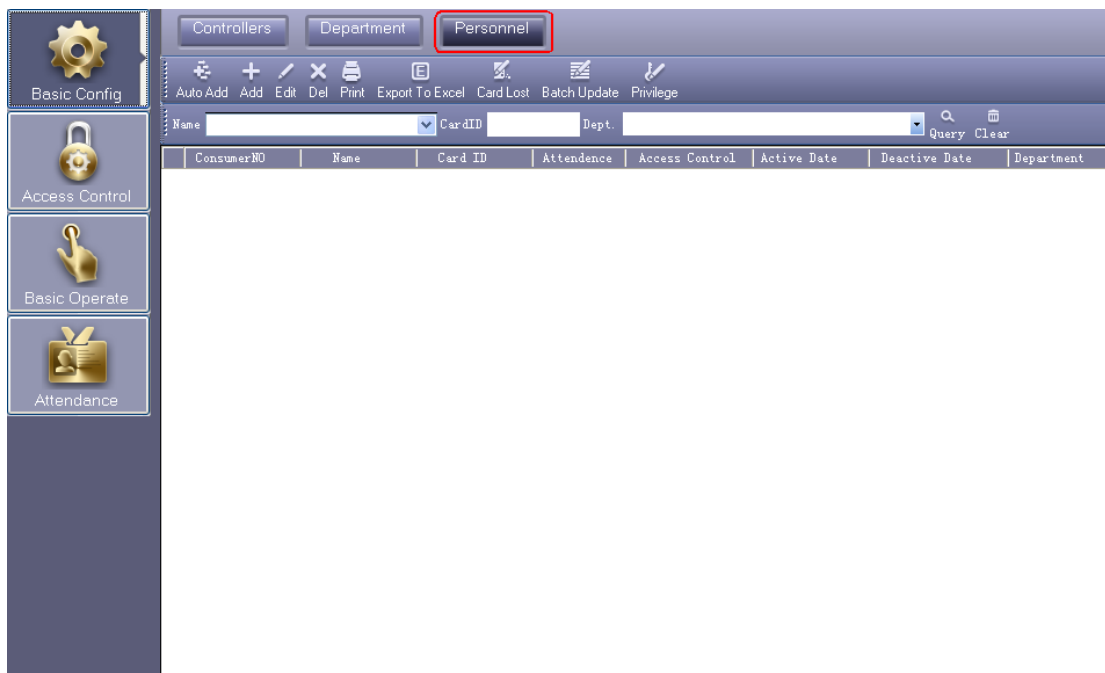 Controllers Department Personnel
Auto Add Add Edit Del Print Export To Excel Card Lost Batch Update Privilege
Name CardID Dept. Query Clear
ConsumerNO Name Card ID Attendence Access Control Active Date Deactive Date Department
Basic Config
Access Control
Basic Operate
Attendance